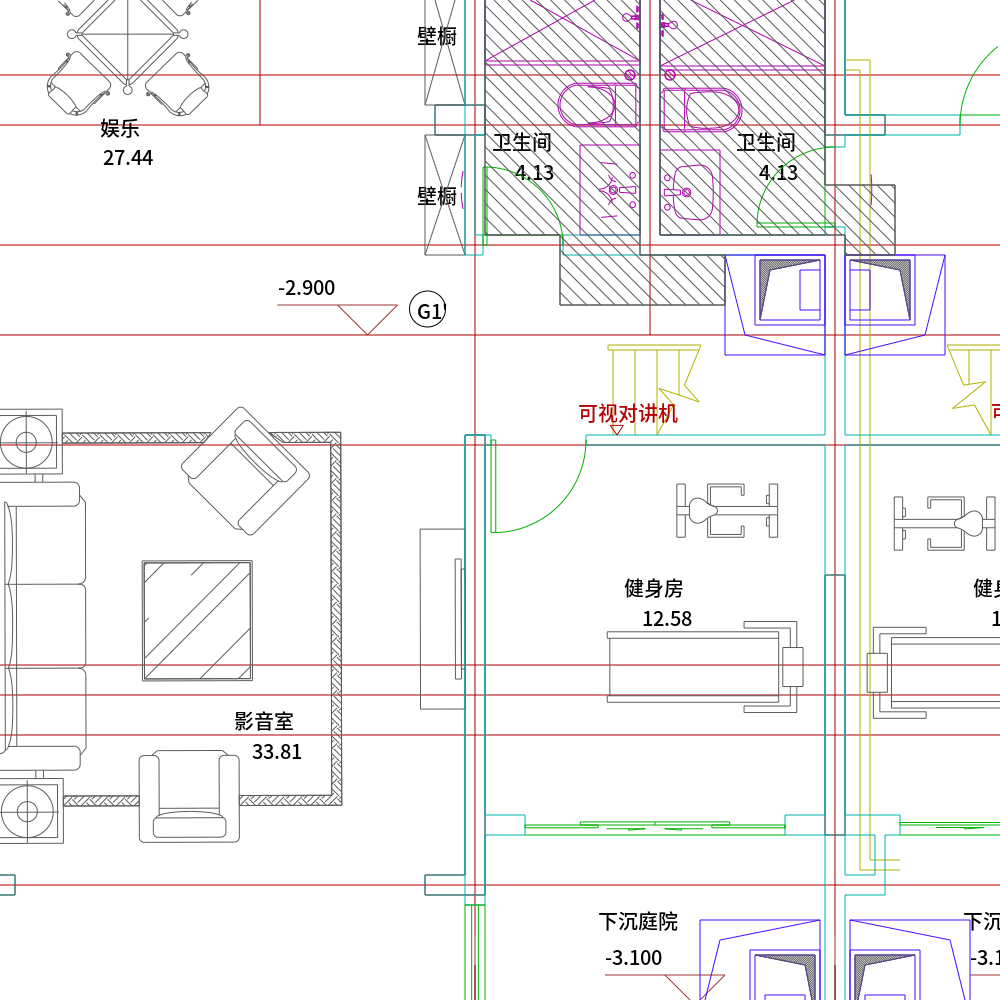 壁橱
娱乐
27.44
卫生间
4.13
卫生间
4.13
壁橱
-2.900
G1'
可视对讲机
可
健身房
12.58
健身
1
影音室
33.81
下沉庭院
-3.100
下沉
-3.1